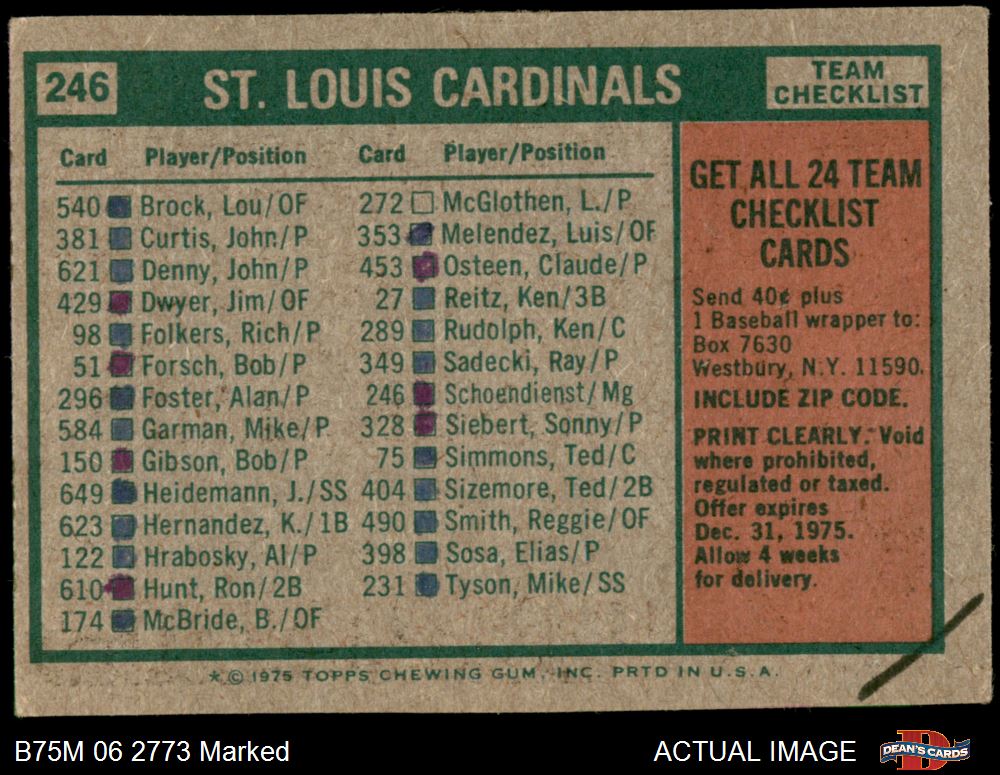 246
ST. LOUIS CARDINALS
TEAM
CHECKLIST
Card Player/Position Card Player/Position
540 Brock, Lou/OF
381 Curtis, John/P
621 Denny, John/P
429 Dwyer, Jim/OF
98 Folkers, Rich/P
51 Forsch, Bob/P
296 Foster, Alan/P
584 Garman, Mike/P
150 Gibson, Bob/P
649 Heidemann, J./SS
623 Hernandez, K./1B
122 Hrabosky, Al/P
610 Hunt, Ron/2B
174 McBride, B./OF
272 McGlothen, L./P
353 Melendez, Luis/OF
453 Osteen, Claude/P
27 Reitz, Ken/3B
289 Rudolph, Ken/C
349 Sadecki, Ray/P
246 Schoendienst/Mg
328 Siebert, Sonny/P
75 Simmons, Ted/C
404 Sizemore, Ted/2B
490 Smith, Reggie/OF
398 Sosa, Elias/P
231 Tyson, Mike/SS
GET ALL 24 TEAM
CHECKLIST
CARDS
Send 40¢ plus
1 Baseball wrapper to:
Box 7630
Westbury, N.Y. 11590.
INCLUDE ZIP CODE.
PRINT CLEARLY. Void
where prohibited,
regulated or taxed.
Offer expires
Dec. 31, 1975.
Allow 4 weeks
for delivery.
*© 1975 TOPPS CHEWING GUM, INC. PRTD IN U.S.A.
B75M 06 2773 Marked
ACTUAL IMAGE
DEAN'S CARDS